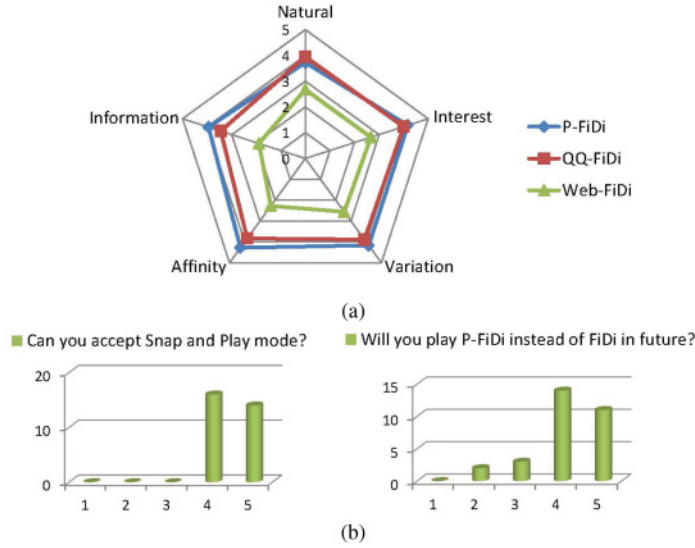 Natural
5
4
3
2
1
0
Information
Interest
Affinity
Variation
P-FiDi
QQ-FiDi
Web-FiDi
(a)
Can you accept Snap and Play mode?
20
10
0
1 2 3 4 5
Will you play P-FiDi instead of FiDi in future?
15
10
5
0
1 2 3 4 5
(b)